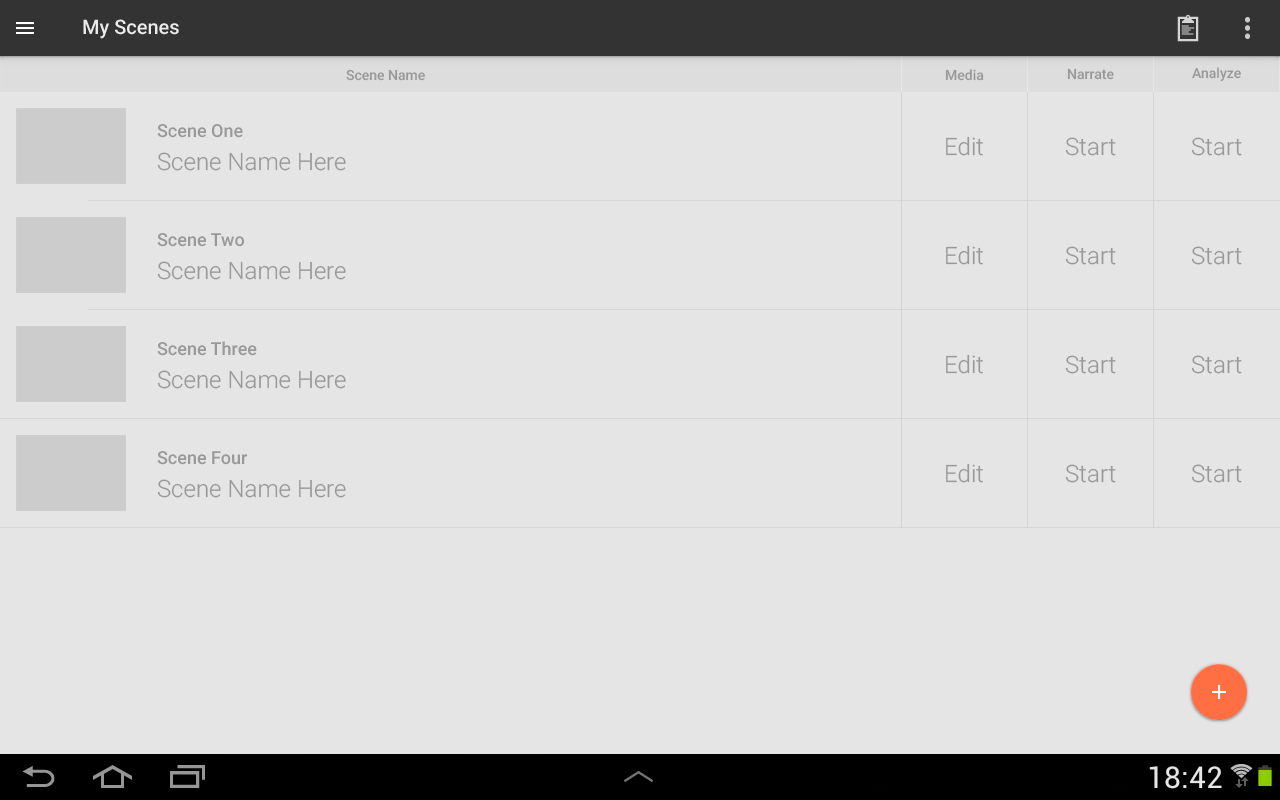 My Scenes
Scene Name Media Narrate Analyze
Scene One
Scene Name Here
Edit Start Start
Scene Two
Scene Name Here
Edit Start Start
Scene Three
Scene Name Here
Edit Start Start
Scene Four
Scene Name Here
Edit Start Start
+
18:42